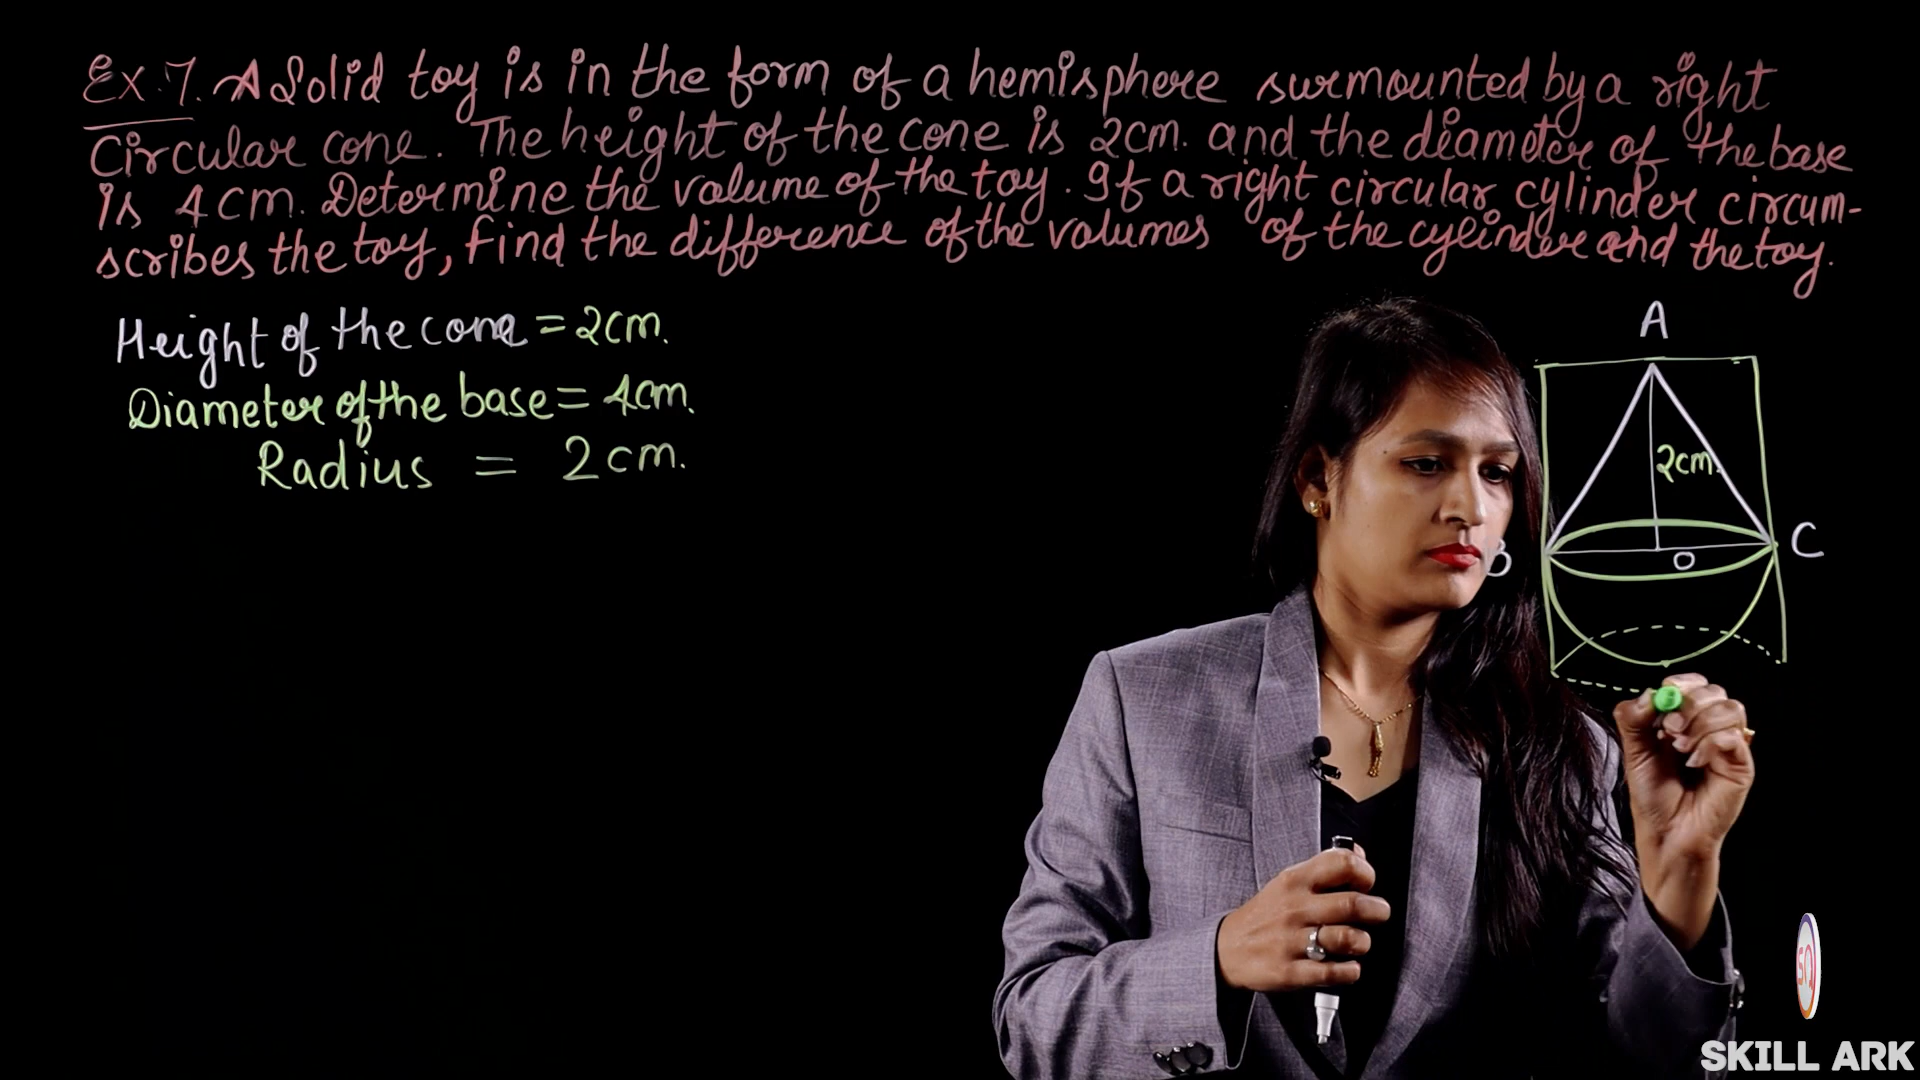 Ex.7. A Solid toy is in the form of a hemisphere surmounted by a right
Circular cone. The height of the cone is 2cm. and the diameter of the base
is 4cm. Determine the volume of the toy. If a right circular cylinder circum-
scribes the toy, find the difference of the volumes of the cylinder and the toy.
Height of the cone = 2cm.
Diameter of the base = 4cm.
Radius = 2cm.
A
2cm.
B
O
C
SKILL ARK